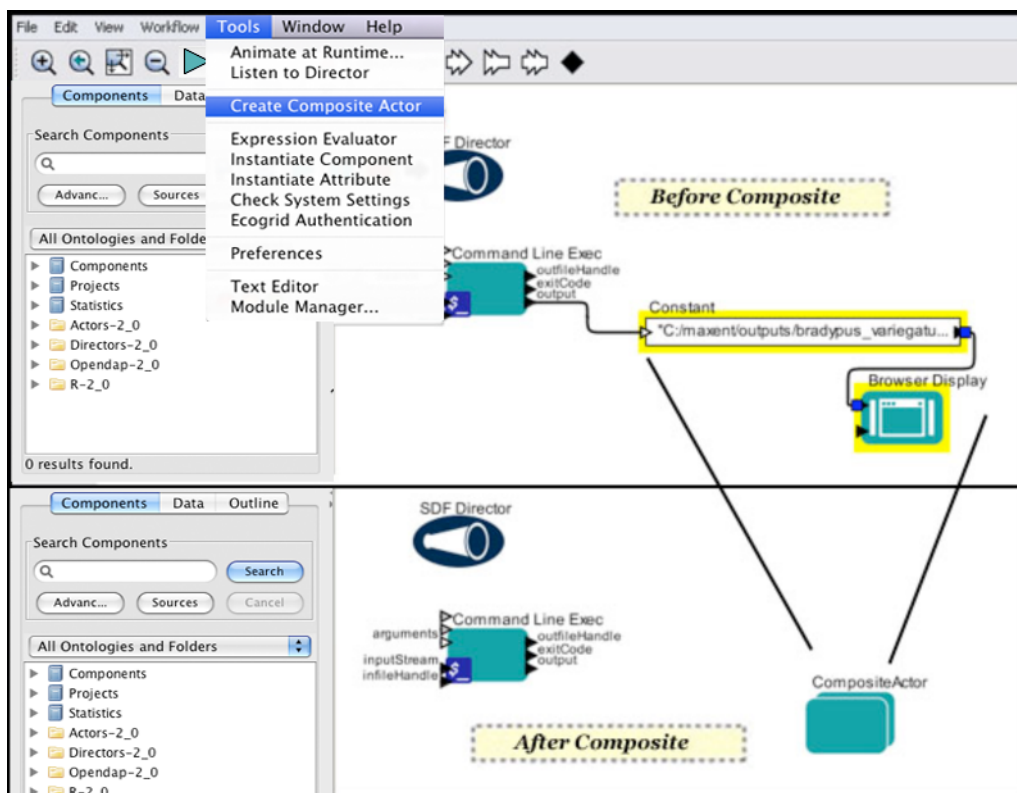 File Edit View Workflow Tools Window Help
Animate at Runtime...
Listen to Director
Components Data
Create Composite Actor
Search Components
Expression Evaluator
Instantiate Component
Instantiate Attribute
Check System Settings
Ecogrid Authentication
Advanc... Sources
Preferences
Text Editor
Module Manager...
All Ontologies and Folde
Components
Projects
Statistics
Actors-2_0
Directors-2_0
Opendap-2_0
R-2_0
0 results found.
F Director
Before Composite
Command Line Exec
outfileHandle
exitCode
output
$_
Constant
"C:/maxent/outputs/bradypus_variegatu...
Browser Display
Components Data Outline
Search Components
Search
Advanc... Sources Cancel
All Ontologies and Folders
Components
Projects
Statistics
Actors-2_0
Directors-2_0
Opendap-2_0
R-2_0
SDF Director
Command Line Exec
arguments
inputStream
infileHandle
$_
outfileHandle
exitCode
output
CompositeActor
After Composite